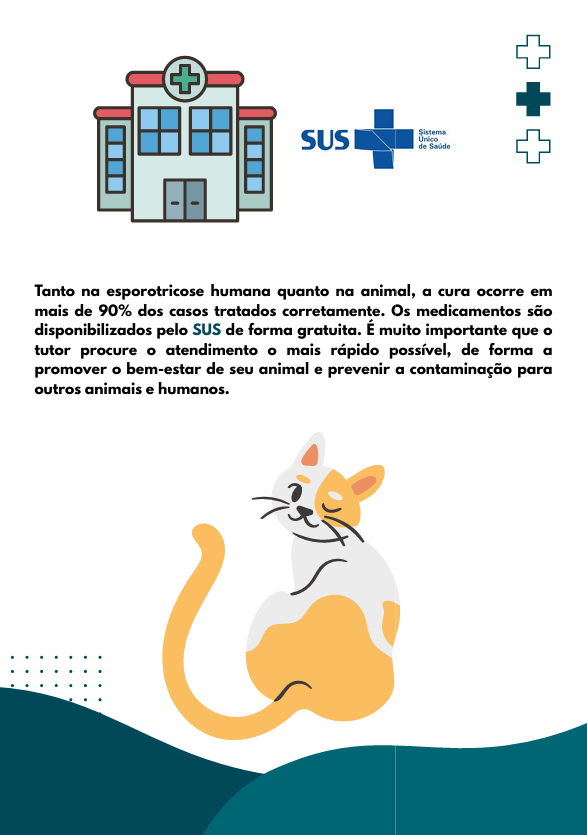 SUS
Sistema
Único
de Saúde
Tanto na esporotricose humana quanto na animal, a cura ocorre em
mais de 90% dos casos tratados corretamente. Os medicamentos são
disponibilizados pelo SUS de forma gratuita. É muito importante que o
tutor procure o atendimento o mais rápido possível, de forma a
promover o bem-estar de seu animal e prevenir a contaminação para
outros animais e humanos.